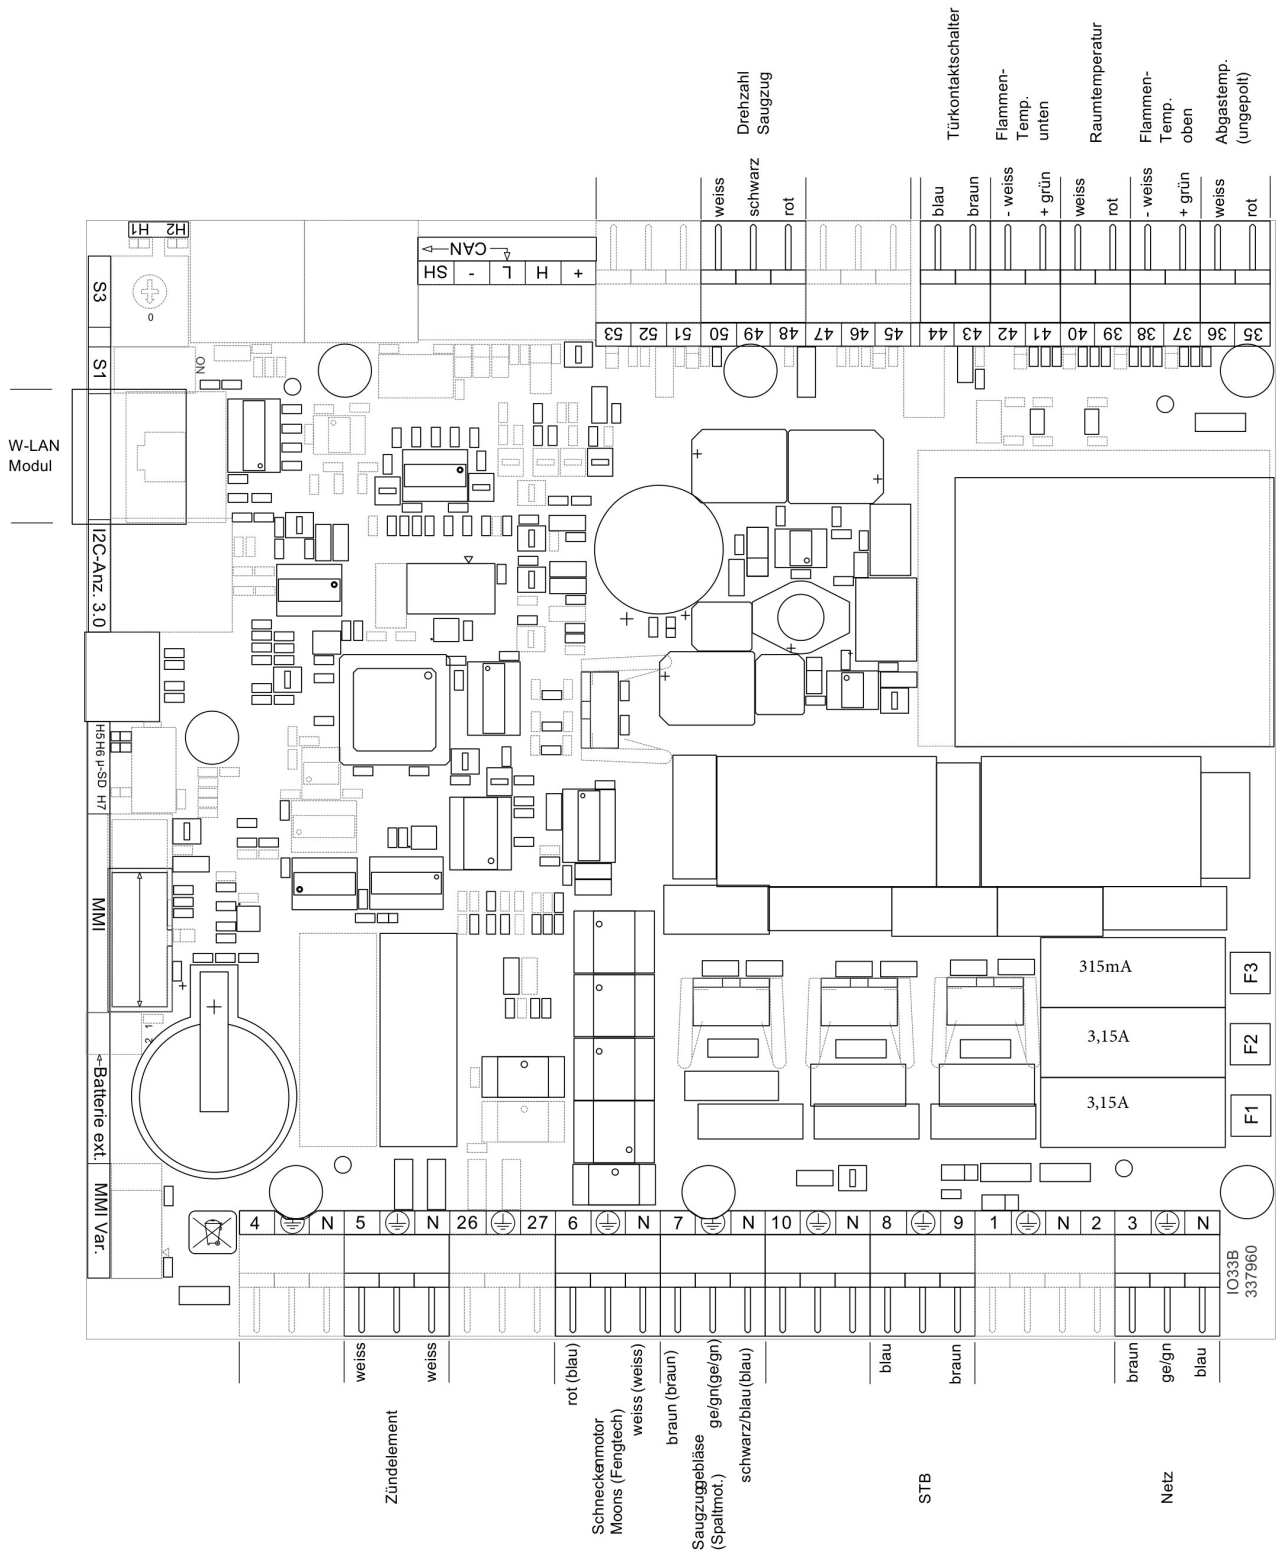 Drehzahl
Saugzug
Türkontaktschalter
Flammen-
Temp.
unten
Raumtemperatur
Flammen-
Temp.
oben
Abgastemp.
(ungepolt)
weiss
schwarz
rot
blau
braun
- weiss
+ grün
weiss
rot
- weiss
+ grün
weiss
rot
H1
H2
CAN
SH
-
L
H
+
53
52
51
50
49
48
47
46
45
44
43
42
41
40
39
38
37
36
35
S3
0
S1
ON
W-LAN
Modul
I2C-Anz. 3.0
H5H6 µ-SD H7
MMI
2 1
Batterie ext.
MMI Var.
315mA
F3
3,15A
F2
3,15A
F1
4
N
5
N
26
27
6
N
7
N
10
N
8
9
1
N
2
3
N
IO33B
337960
weiss
weiss
rot (blau)
weiss (weiss)
braun (braun)
ge/gn(ge/gn)
schwarz/blau(blau)
blau
braun
braun
ge/gn
blau
Zündelement
Schneckenmotor
Moons (Fengtech)
Saugzuggebläse
(Spaltmot.)
STB
Netz